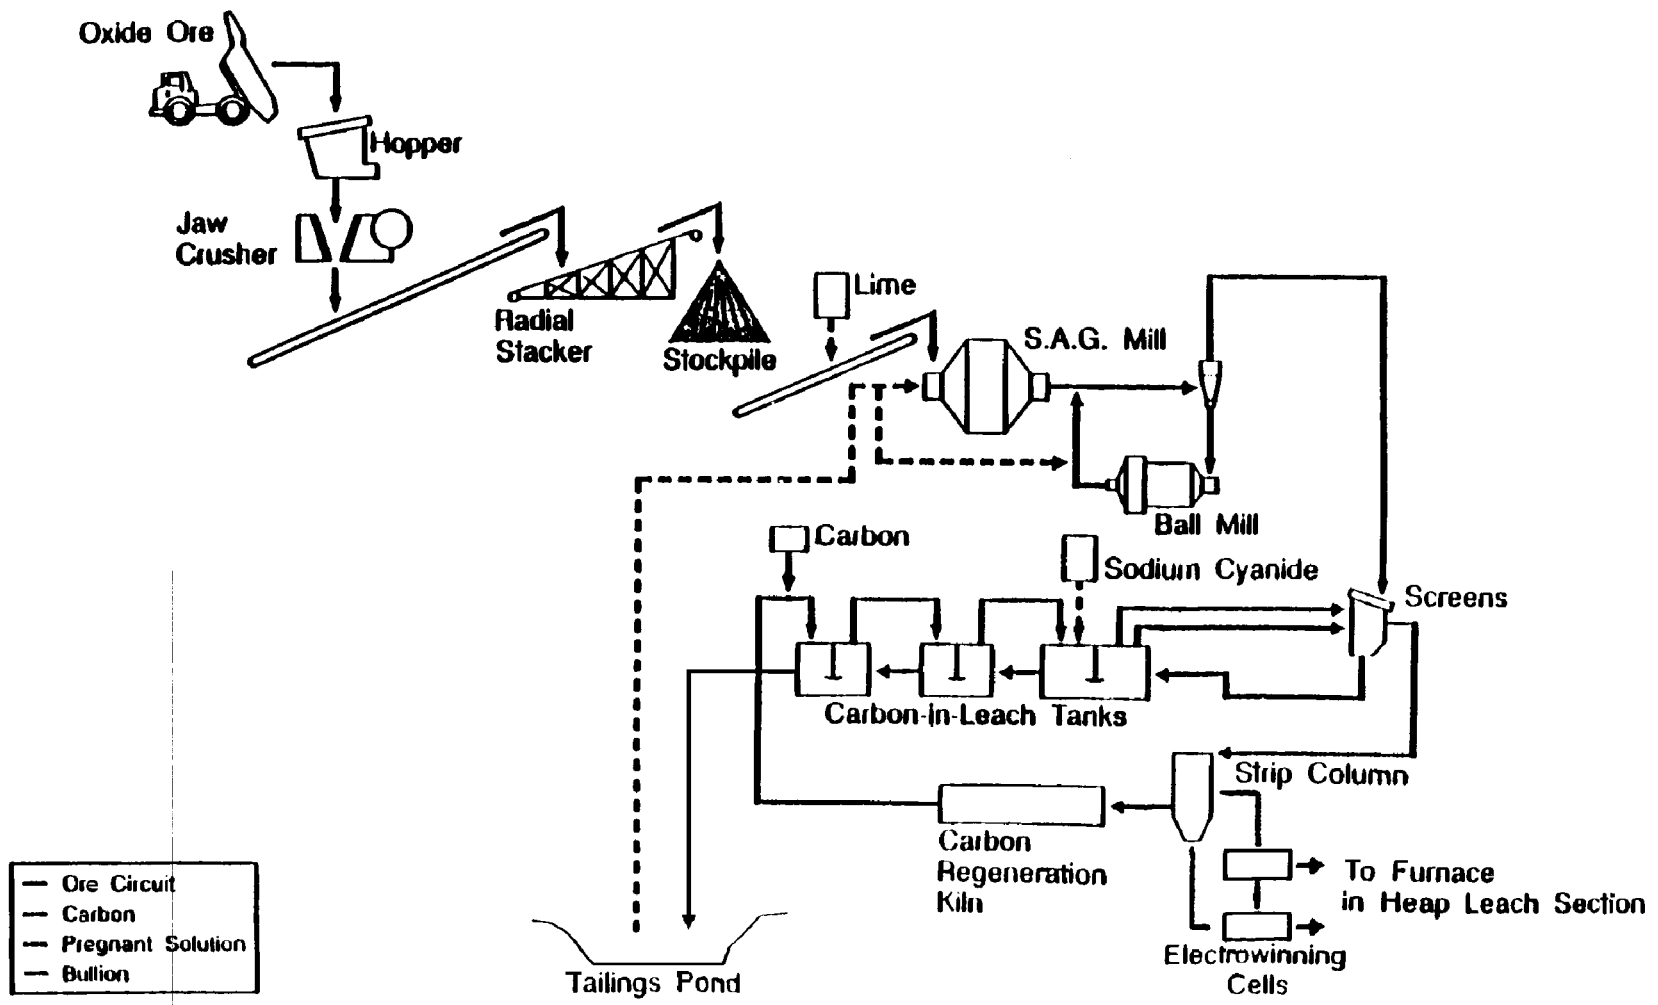 Oxide Ore
Hopper
Jaw
Crusher
Radial
Stacker
Stockpile
Lime
S.A.G. Mill
Ball Mill
Carbon
Sodium Cyanide
Screens
Carbon-in-Leach Tanks
Strip Column
Carbon
Regeneration
Kiln
To Furnace
in Heap Leach Section
Electrowinning
Cells
Tailings Pond
Ore Circuit
Carbon
Pregnant Solution
Bullion